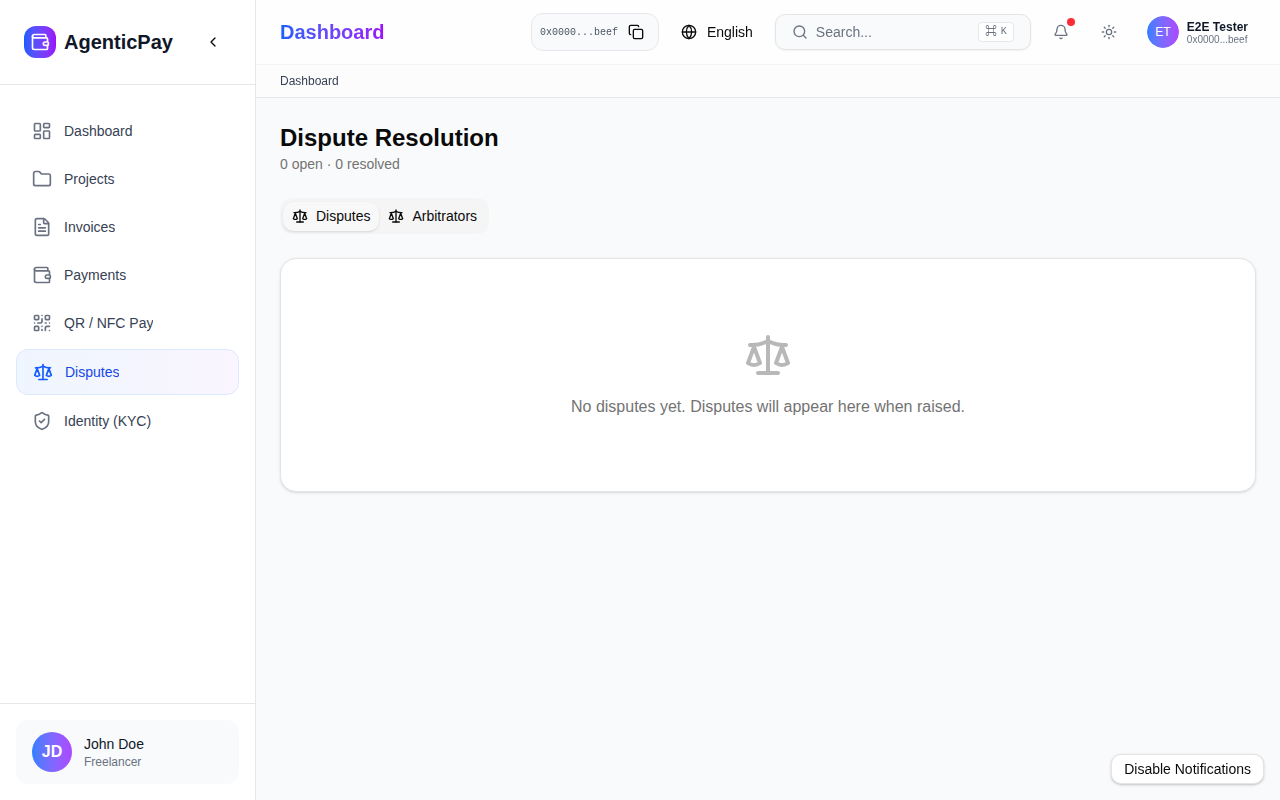 AgenticPay
Dashboard
Projects
Invoices
Payments
QR / NFC Pay
Disputes
Identity (KYC)
JD
John Doe
Freelancer
Dashboard
0x0000...beef
English
Search...
⌘ K
ET
E2E Tester
0x0000...beef
Dashboard
Dispute Resolution
0 open · 0 resolved
Disputes
Arbitrators
No disputes yet. Disputes will appear here when raised.
Disable Notifications